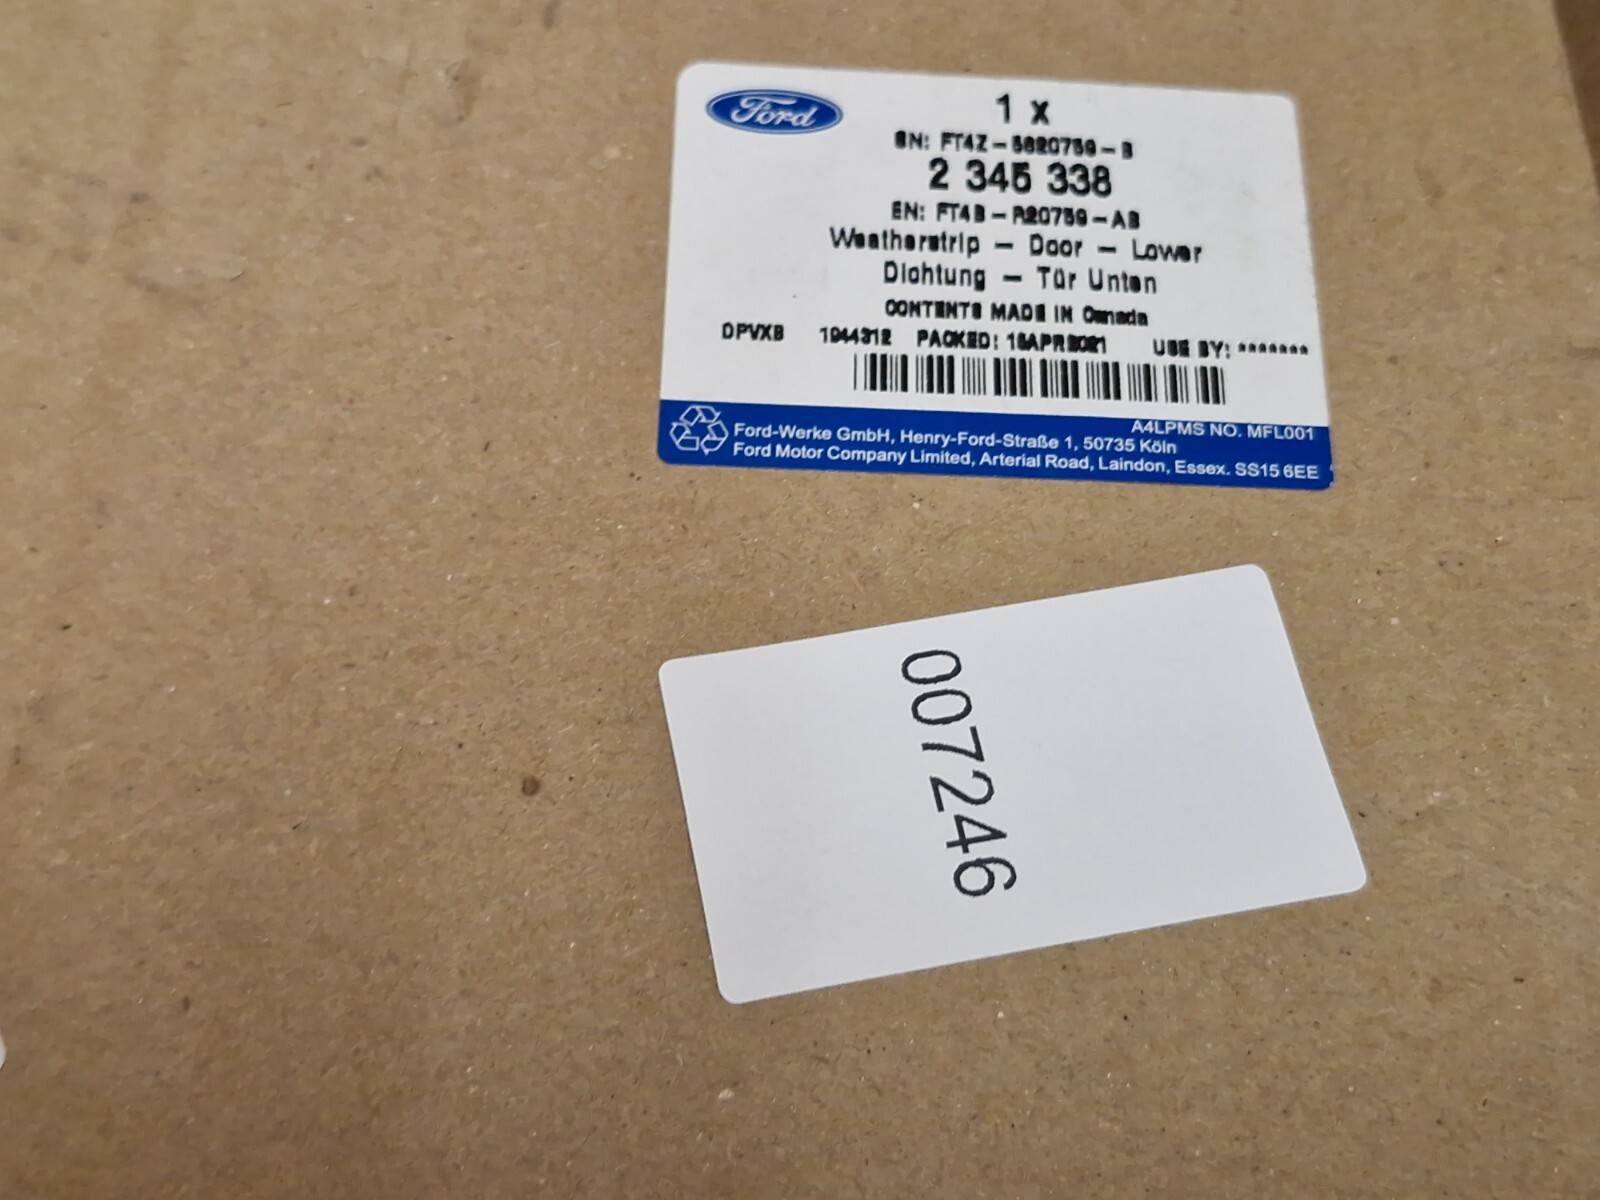 Ford
1 x
SN: FT4Z-5820759-B
2 345 338
EN: FT4B-R20759-AB
Weatherstrip - Door - Lower
Dichtung - Tür Unten
CONTENTS MADE IN Canada
DPVXB 1944312 PACKED: USE BY: *******
A4LPMS NO. MFL001
Ford-Werke GmbH, Henry-Ford-Straße 1, 50735 Köln
Ford Motor Company Limited, Arterial Road, Laindon, Essex. SS15 6EE
007246